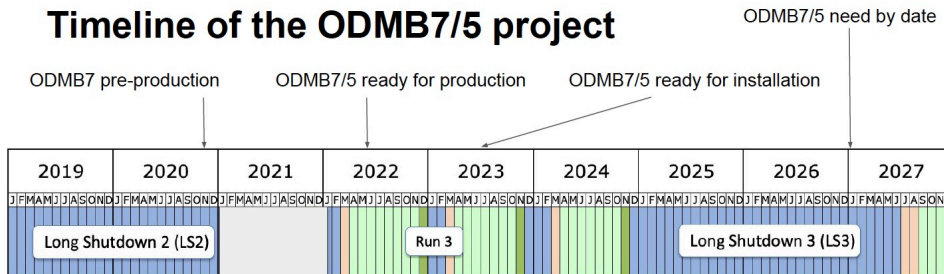 Timeline of the ODMB7/5 project
ODMB7/5 need by date
ODMB7 pre-production
ODMB7/5 ready for production
ODMB7/5 ready for installation
2019 2020 2021 2022 2023 2024 2025 2026 2027
J F M A M J J A S O N D J F M A M J J A S O N D J F M A M J J A S O N D J F M A M J J A S O N D J F M A M J J A S O N D J F M A M J J A S O N D J F M A M J J A S O N D J F M A M J J A S O N D J F M A M J J A S O N
Long Shutdown 2 (LS2)
Run 3
Long Shutdown 3 (LS3)